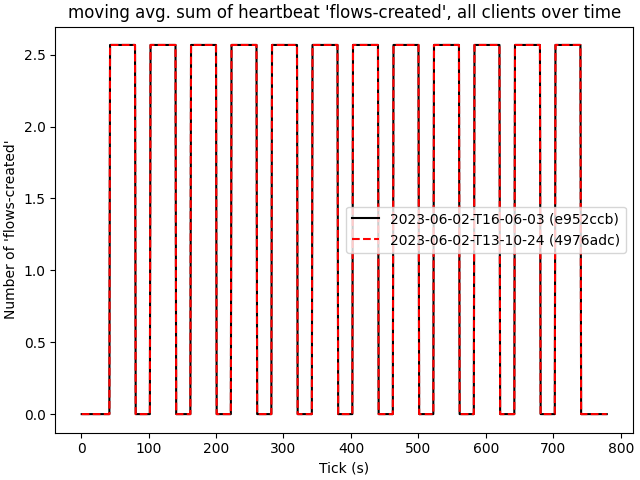 moving avg. sum of heartbeat 'flows-created', all clients over time
Number of 'flows-created'
2.5
2.0
1.5
1.0
0.5
0.0
2023-06-02-T16-06-03 (e952ccb)
2023-06-02-T13-10-24 (4976adc)
0 100 200 300 400 500 600 700 800
Tick (s)